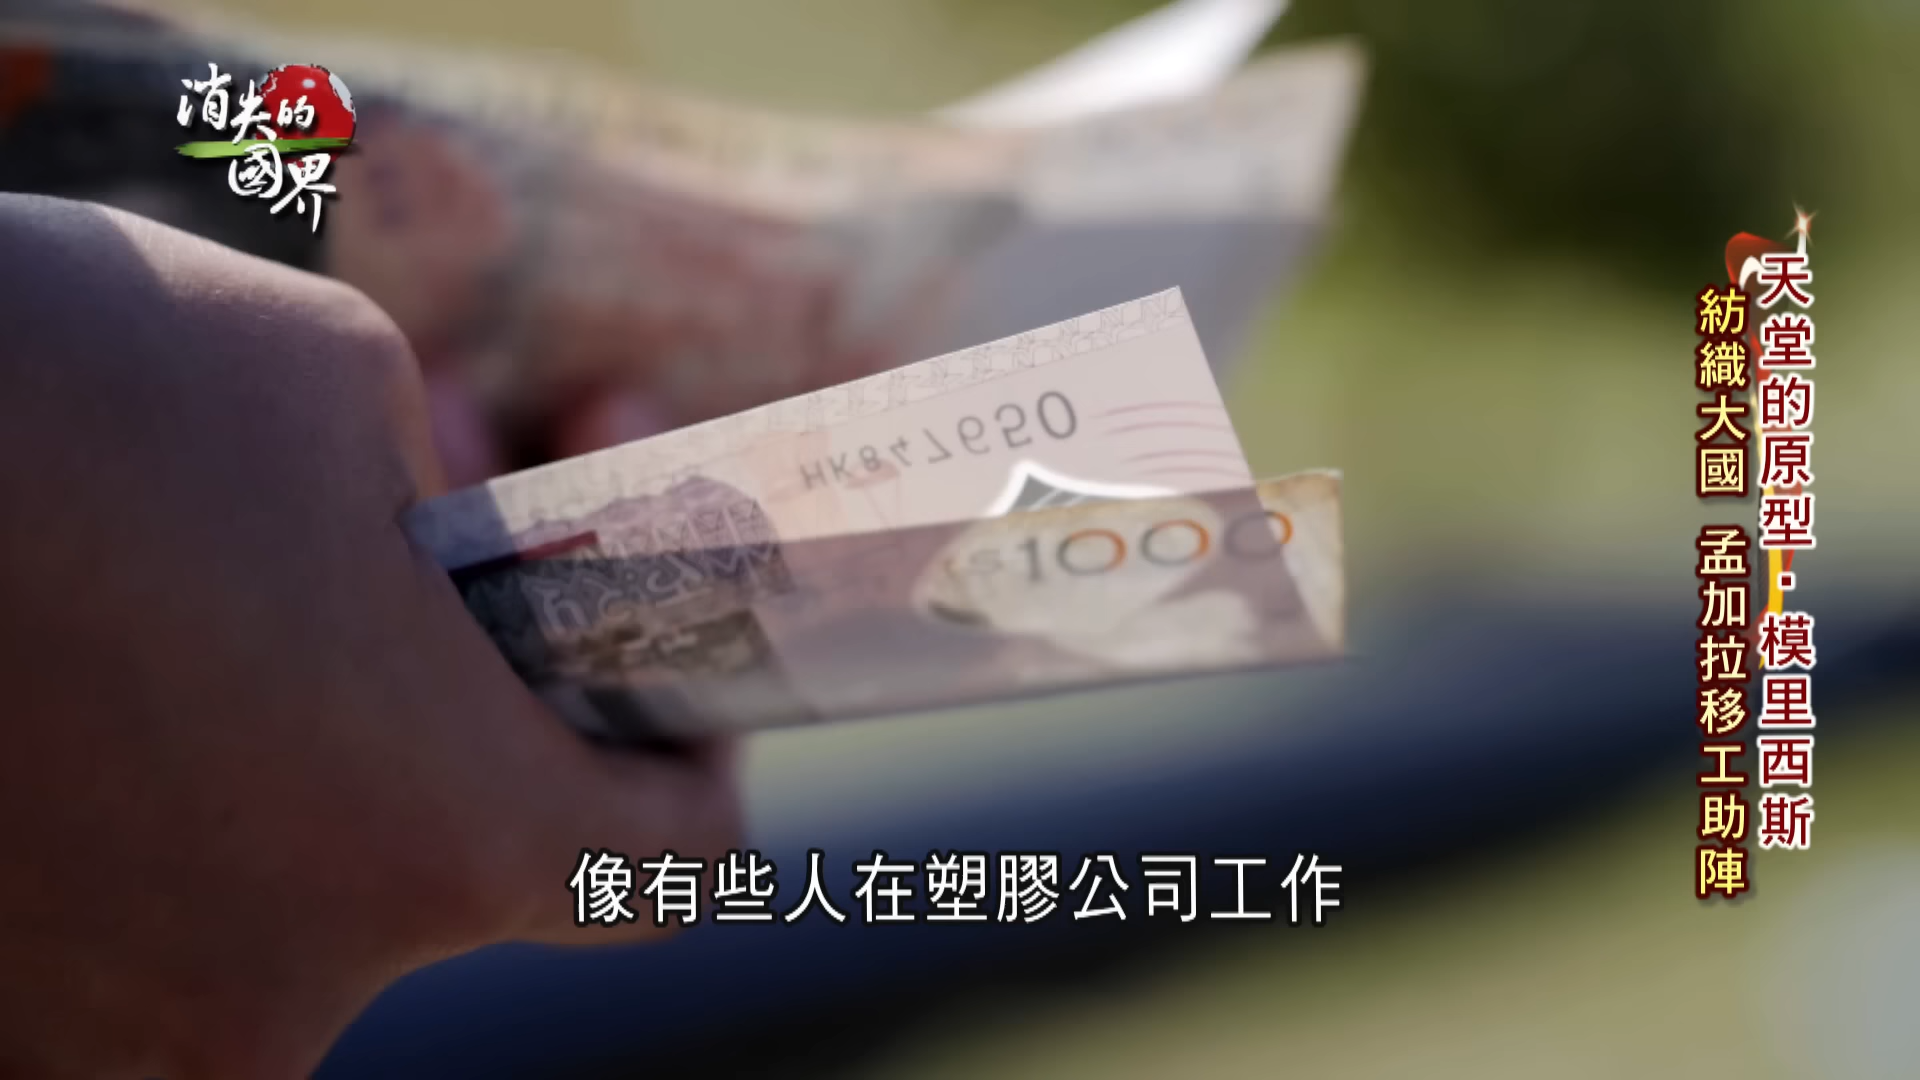 消失的
國界
天堂的原型．模里西斯
紡織大國 孟加拉移工助陣
HK847650
1000
像有些人在塑膠公司工作